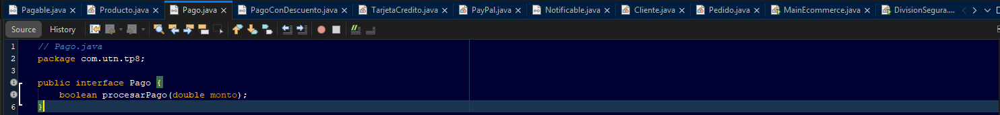 Pagable.java Producto.java Pago.java PagoConDescuento.java TarjetaCredito.java PayPal.java Notificable.java Cliente.java Pedido.java MainEcommerce.java DivisionSegura....
Source History
1 // Pago.java
2 package com.utn.tp8;
3
public interface Pago {
boolean procesarPago(double monto);
6 }